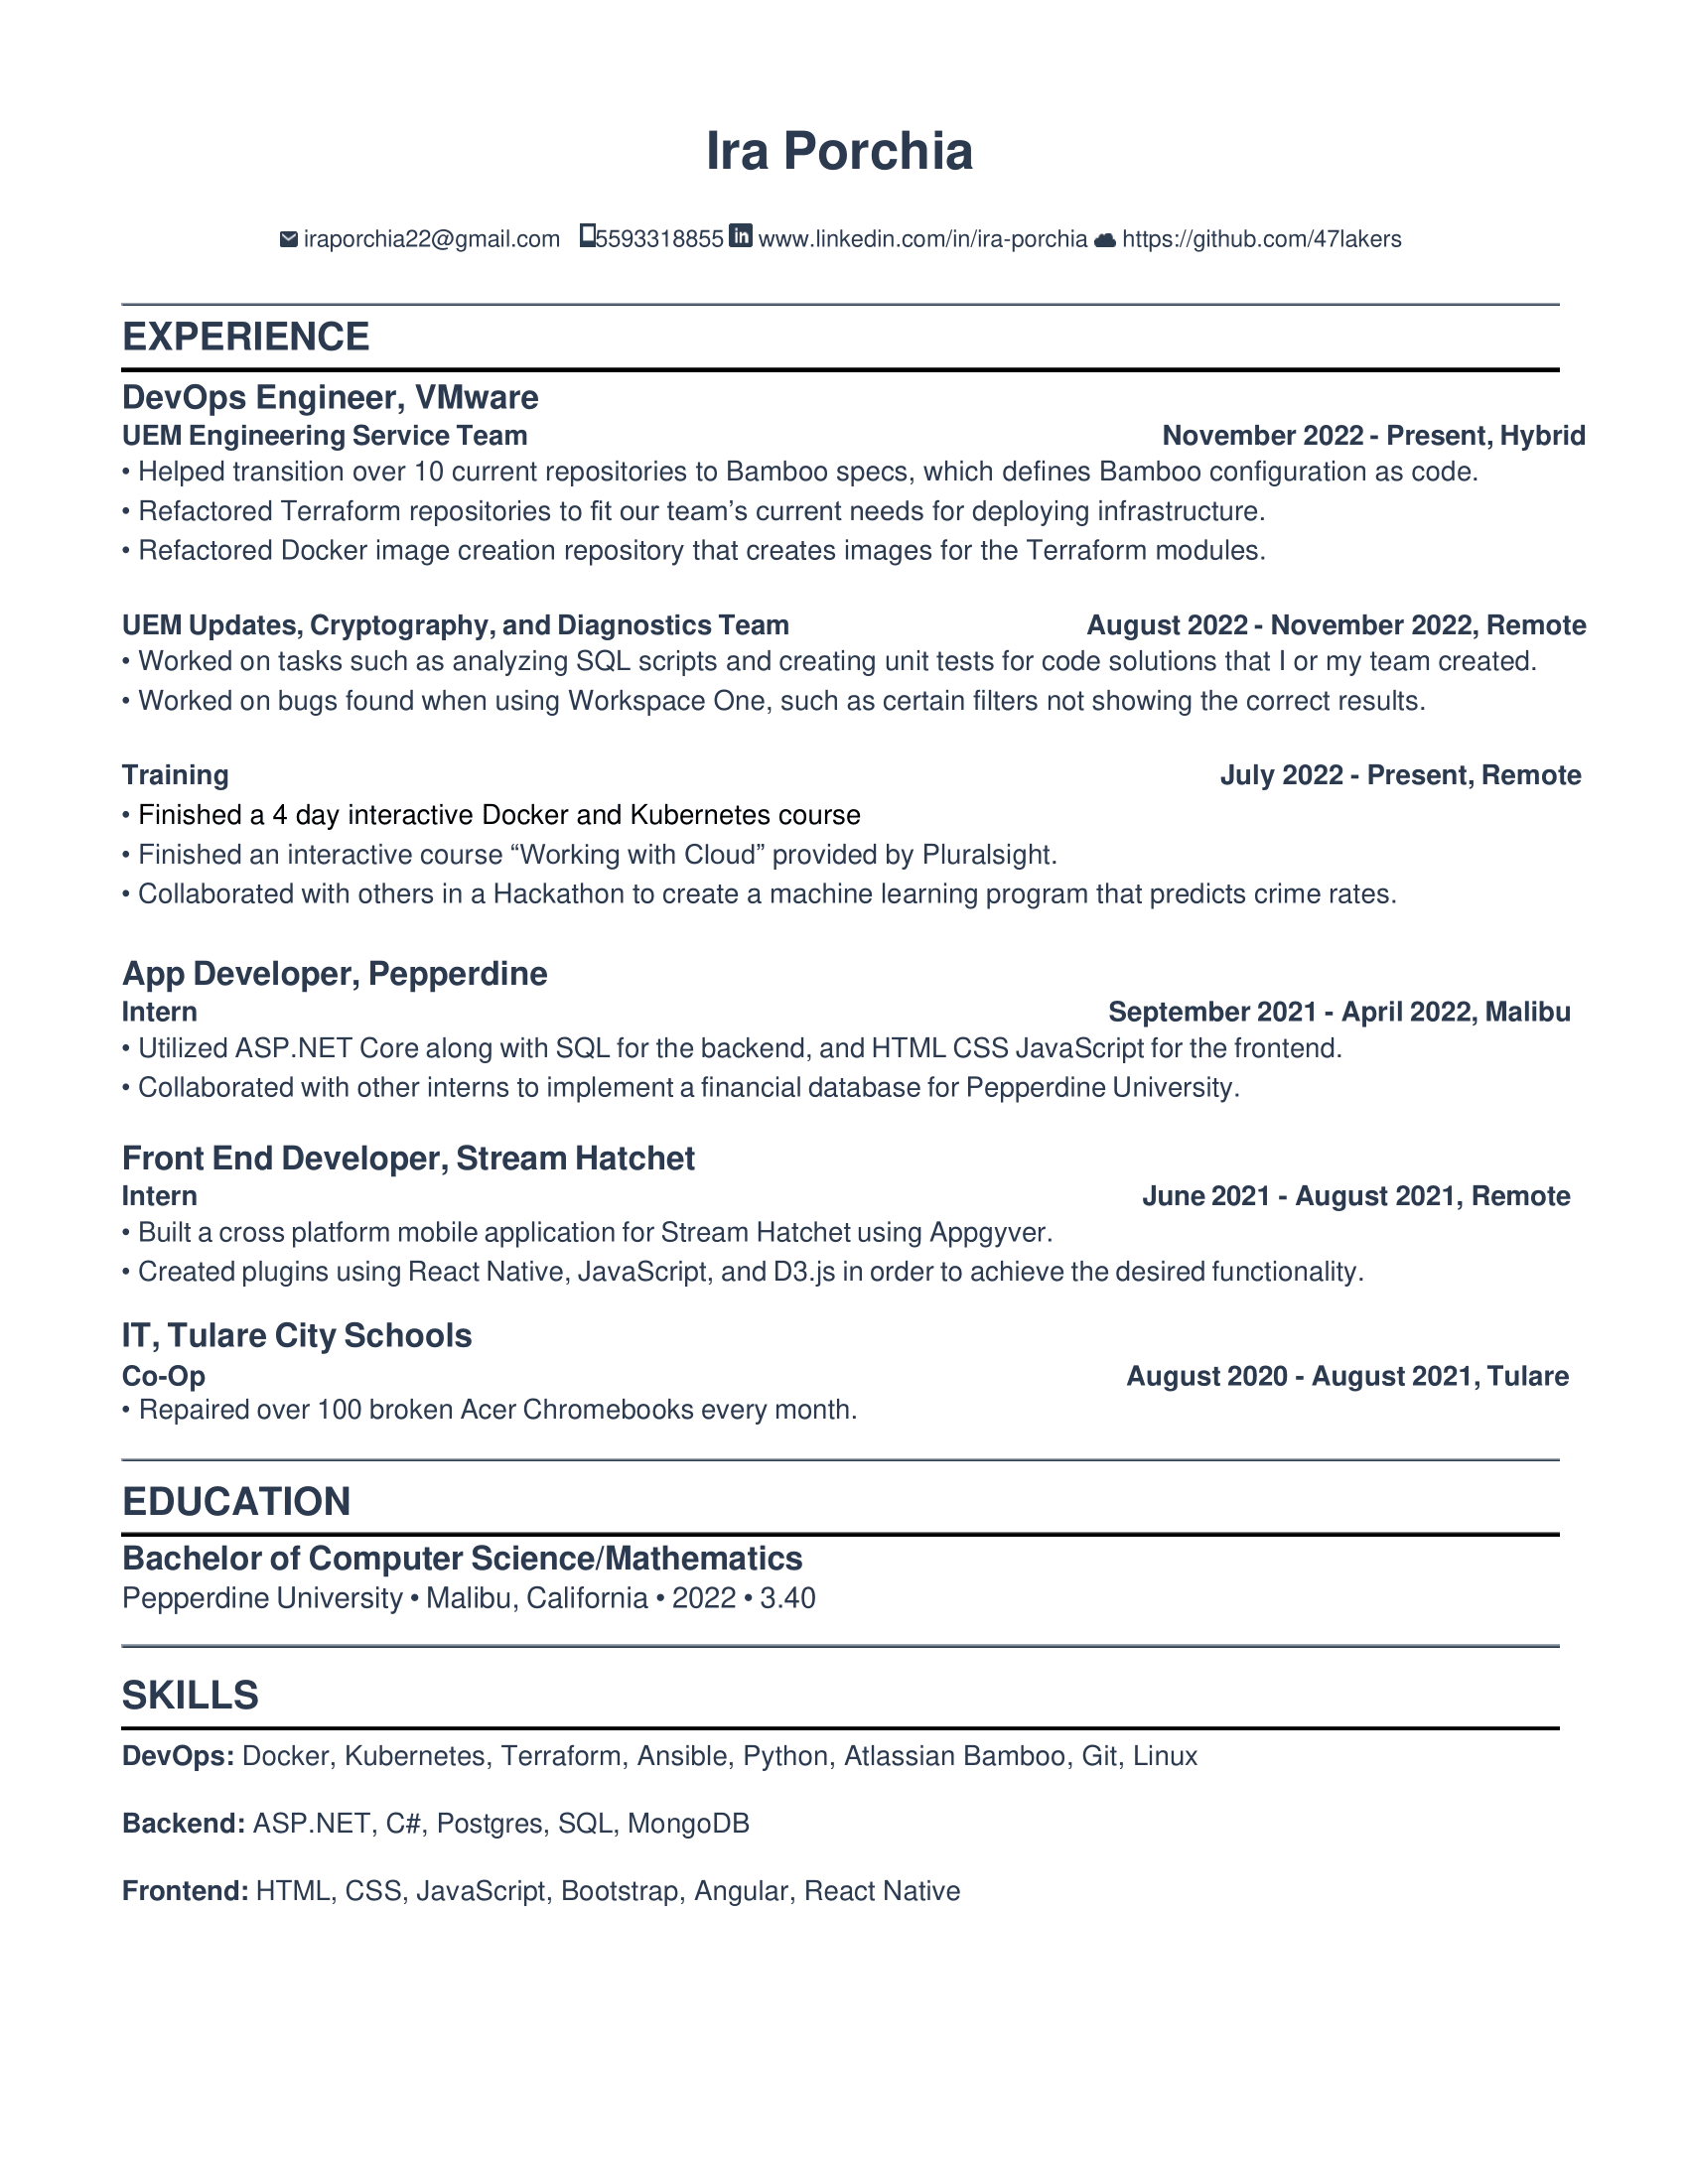 Ira Porchia
iraporchia22@gmail.com 5593318855 in www.linkedin.com/in/ira-porchia https://github.com/47lakers
EXPERIENCE
DevOps Engineer, VMware
UEM Engineering Service Team November 2022 - Present, Hybrid
• Helped transition over 10 current repositories to Bamboo specs, which defines Bamboo configuration as code.
• Refactored Terraform repositories to fit our team’s current needs for deploying infrastructure.
• Refactored Docker image creation repository that creates images for the Terraform modules.
UEM Updates, Cryptography, and Diagnostics Team August 2022 - November 2022, Remote
• Worked on tasks such as analyzing SQL scripts and creating unit tests for code solutions that I or my team created.
• Worked on bugs found when using Workspace One, such as certain filters not showing the correct results.
Training July 2022 - Present, Remote
• Finished a 4 day interactive Docker and Kubernetes course
• Finished an interactive course “Working with Cloud” provided by Pluralsight.
• Collaborated with others in a Hackathon to create a machine learning program that predicts crime rates.
App Developer, Pepperdine
Intern September 2021 - April 2022, Malibu
• Utilized ASP.NET Core along with SQL for the backend, and HTML CSS JavaScript for the frontend.
• Collaborated with other interns to implement a financial database for Pepperdine University.
Front End Developer, Stream Hatchet
Intern June 2021 - August 2021, Remote
• Built a cross platform mobile application for Stream Hatchet using Appgyver.
• Created plugins using React Native, JavaScript, and D3.js in order to achieve the desired functionality.
IT, Tulare City Schools
Co-Op August 2020 - August 2021, Tulare
• Repaired over 100 broken Acer Chromebooks every month.
EDUCATION
Bachelor of Computer Science/Mathematics
Pepperdine University • Malibu, California • 2022 • 3.40
SKILLS
DevOps: Docker, Kubernetes, Terraform, Ansible, Python, Atlassian Bamboo, Git, Linux
Backend: ASP.NET, C#, Postgres, SQL, MongoDB
Frontend: HTML, CSS, JavaScript, Bootstrap, Angular, React Native